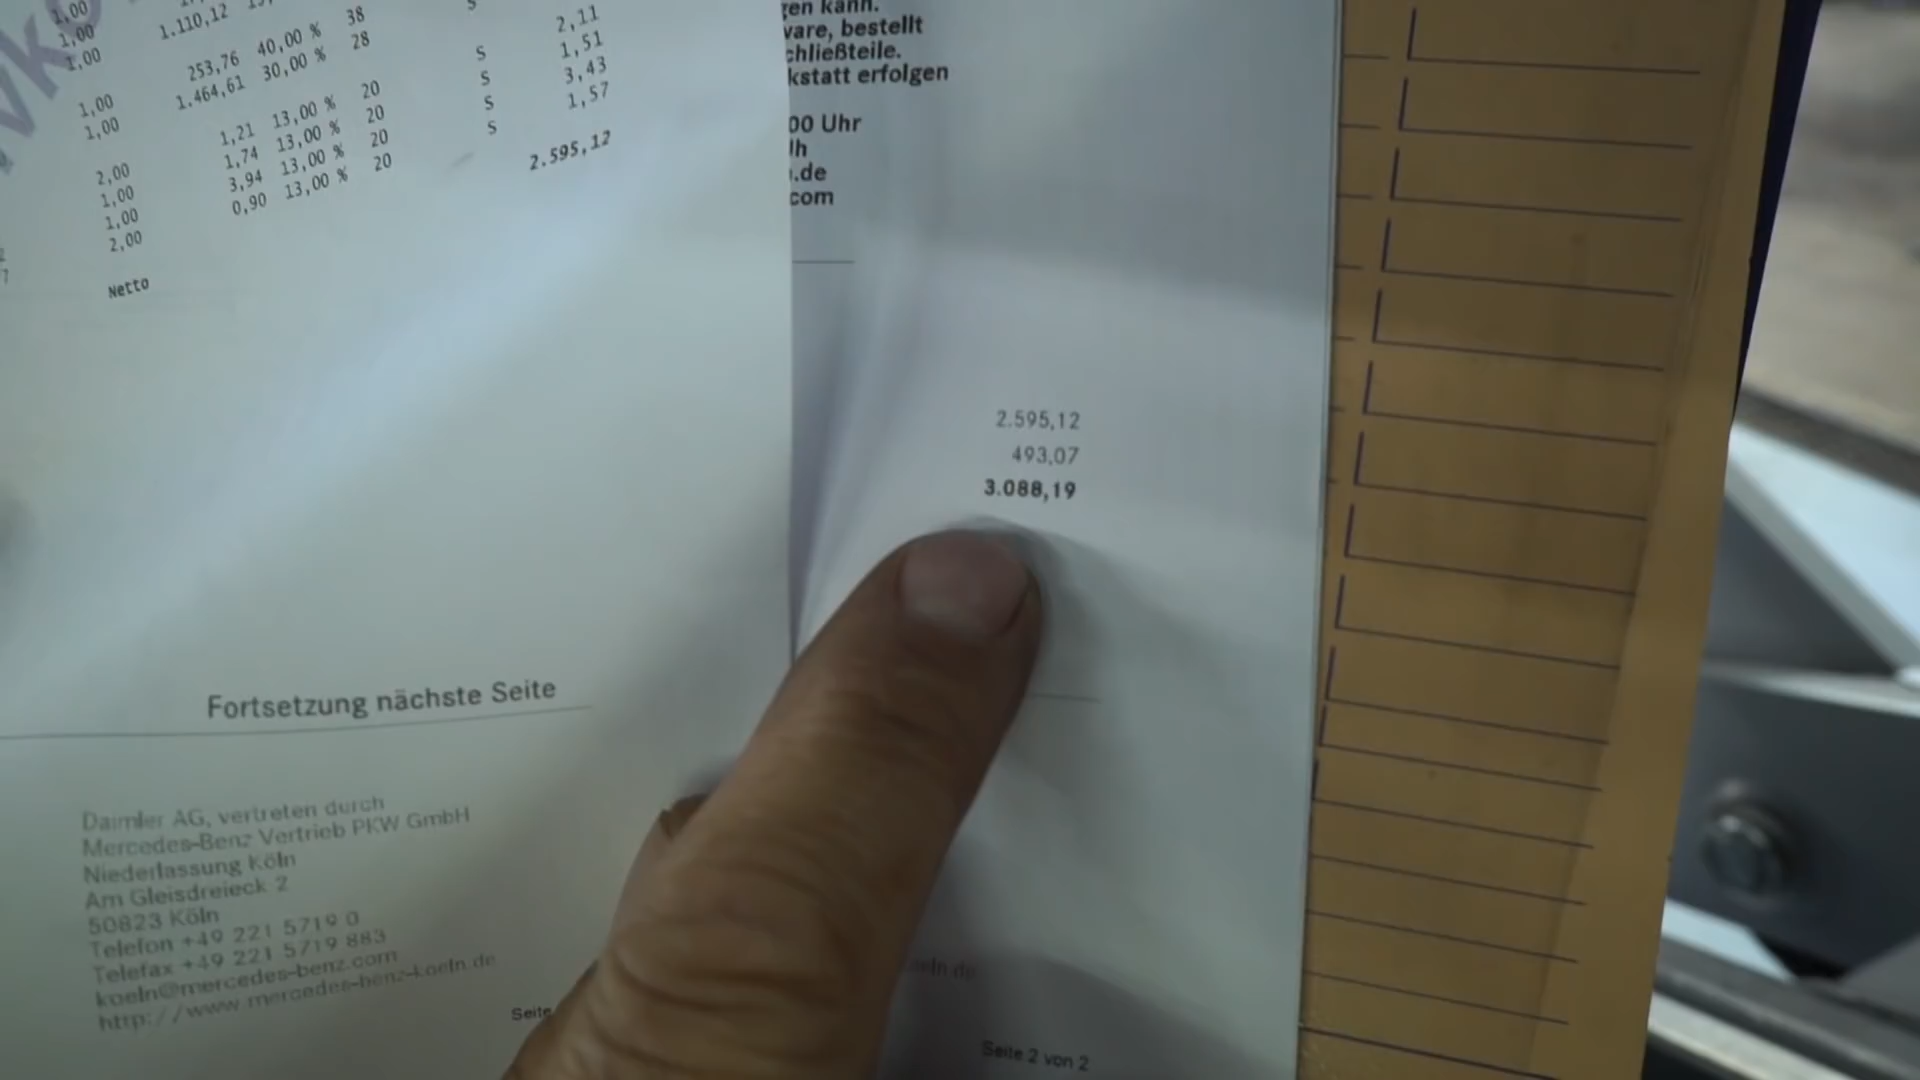 1,00
1,00
1,00
1.110,12
1,00 253,76 40,00 % 38 S 2,11
1,00 1.464,61 30,00 % 28 S 1,51
2,00 1,21 13,00 % 20 S 3,43
1,00 1,74 13,00 % 20 S 1,57
1,00 3,94 13,00 % 20
2,00 0,90 13,00 % 20
Netto 2.595,12
Fortsetzung nächste Seite
Daimler AG, vertreten durch
Mercedes-Benz Vertrieb PKW GmbH
Niederlassung Köln
Am Gleisdreieck 2
50823 Köln
Telefon +49 221 5719 0
Telefax +49 221 5719 883
koeln@mercedes-benz.com
http://www.mercedes-benz-koeln.de
Seite
gen kann.
ware, bestellt
chließteile.
kstatt erfolgen
00 Uhr
.de
com
2.595,12
493,07
3.088,19
oeln.de
Seite 2 von 2